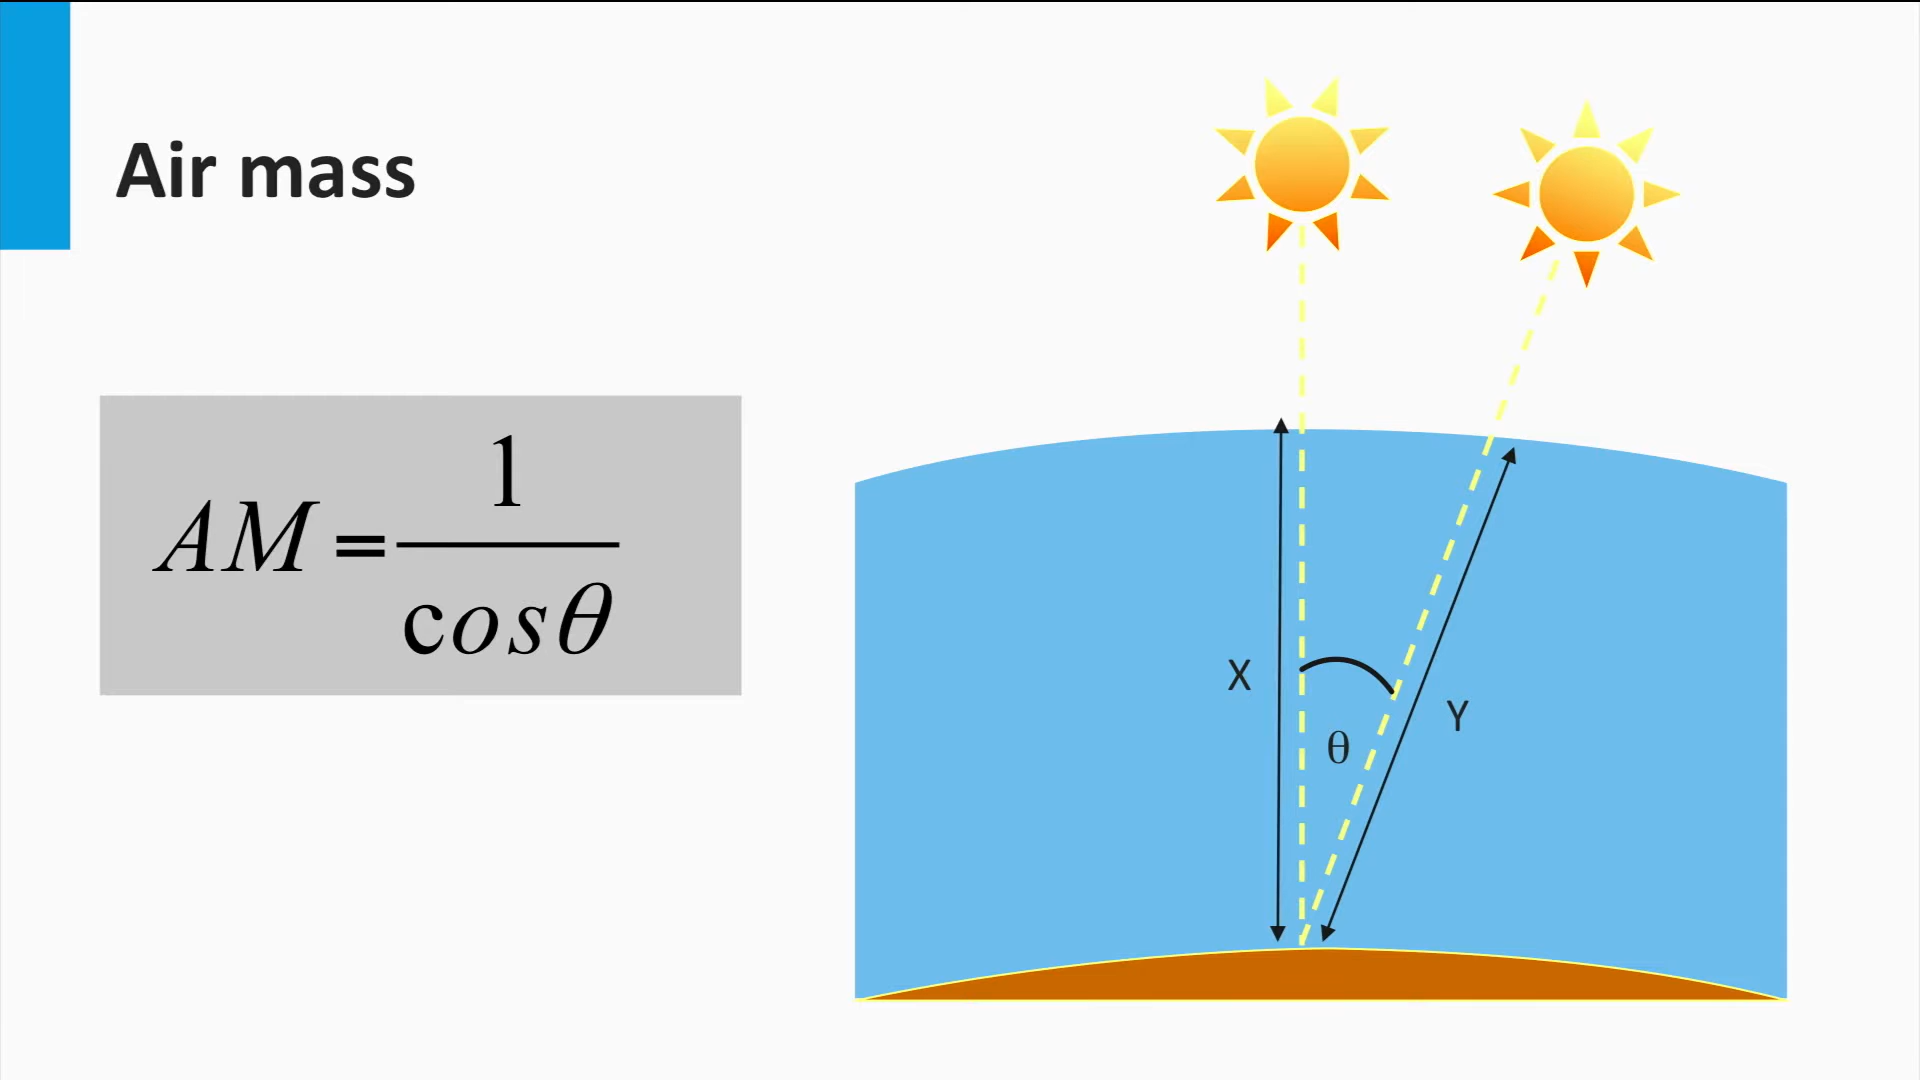 Air mass
AM = 1
cosθ
X
Y
θ